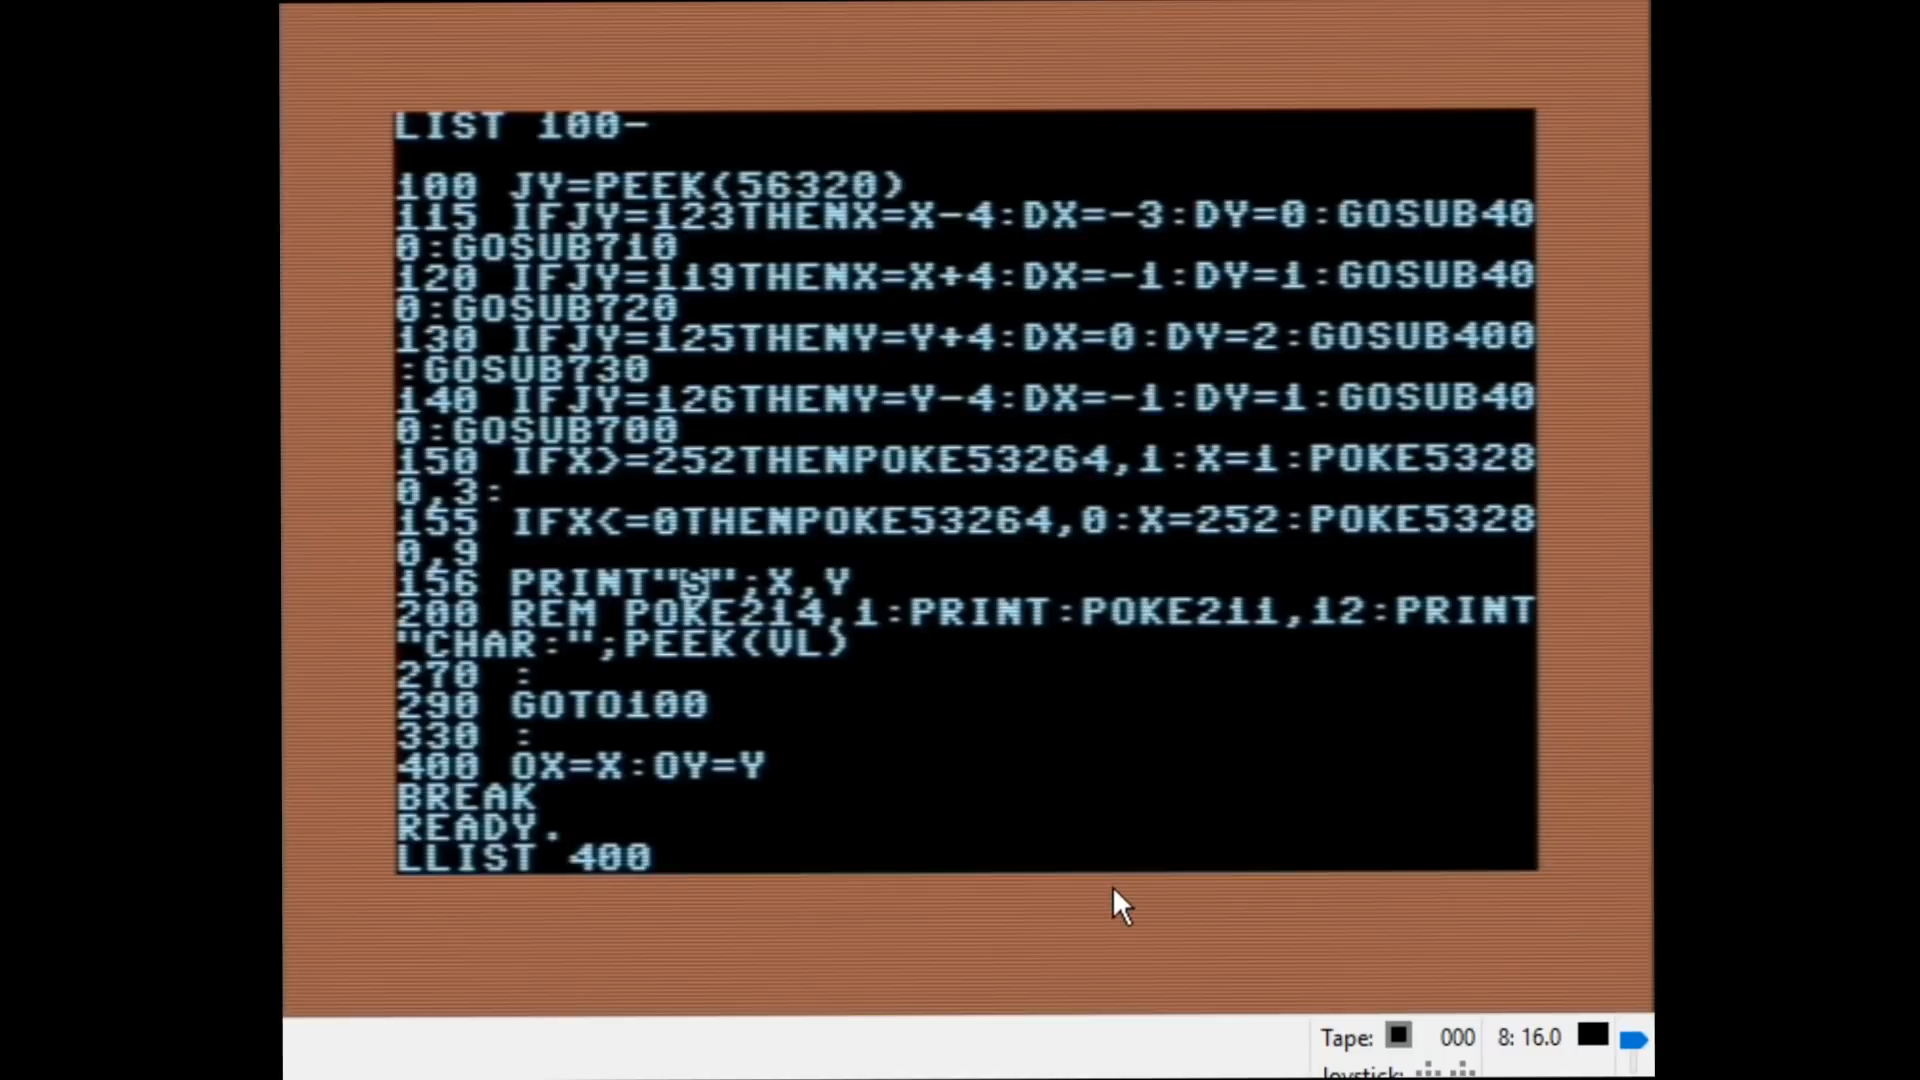 LIST 100-
100 JY=PEEK(56320)
115 IFJY=123THENX=X-4:DX=-3:DY=0:GOSUB40
0:GOSUB710
120 IFJY=119THENX=X+4:DX=-1:DY=1:GOSUB40
0:GOSUB720
130 IFJY=125THENY=Y+4:DX=0:DY=2:GOSUB400
:GOSUB730
140 IFJY=126THENY=Y-4:DX=-1:DY=1:GOSUB40
0:GOSUB700
150 IFX>=252THENPOKE53264,1:X=1:POKE5328
0,3:
155 IFX<=0THENPOKE53264,0:X=252:POKE5328
0,9
156 PRINT"S";X,Y
200 REM POKE214,1:PRINT:POKE211,12:PRINT
"CHAR:";PEEK(VL)
270 :
290 GOTO100
330 :
400 OX=X:OY=Y
BREAK
READY.
LLIST 400
Tape: 000 8: 16.0
Joystick: